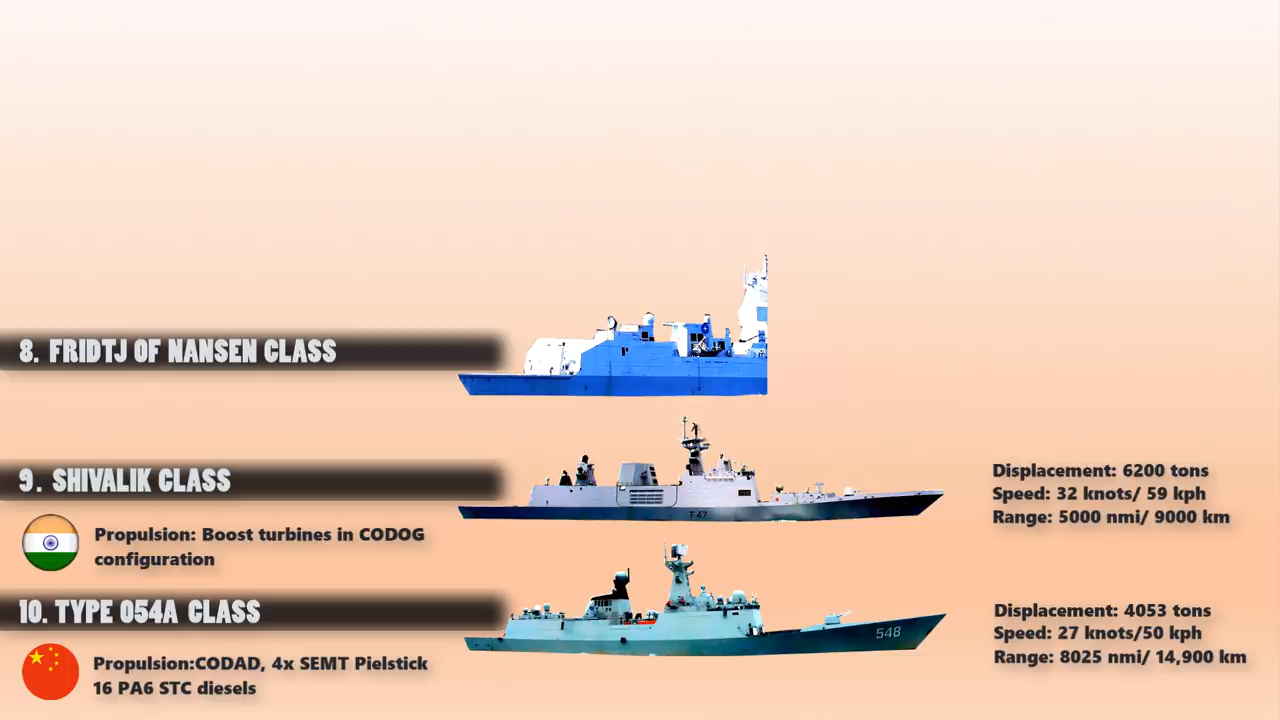 8. FRIDTJ OF NANSEN CLASS
9. SHIVALIK CLASS
Propulsion: Boost turbines in CODOG
configuration
Displacement: 6200 tons
Speed: 32 knots/ 59 kph
Range: 5000 nmi/ 9000 km
F47
10. TYPE 054A CLASS
Propulsion:CODAD, 4x SEMT Pielstick
16 PA6 STC diesels
Displacement: 4053 tons
Speed: 27 knots/50 kph
Range: 8025 nmi/ 14,900 km
548